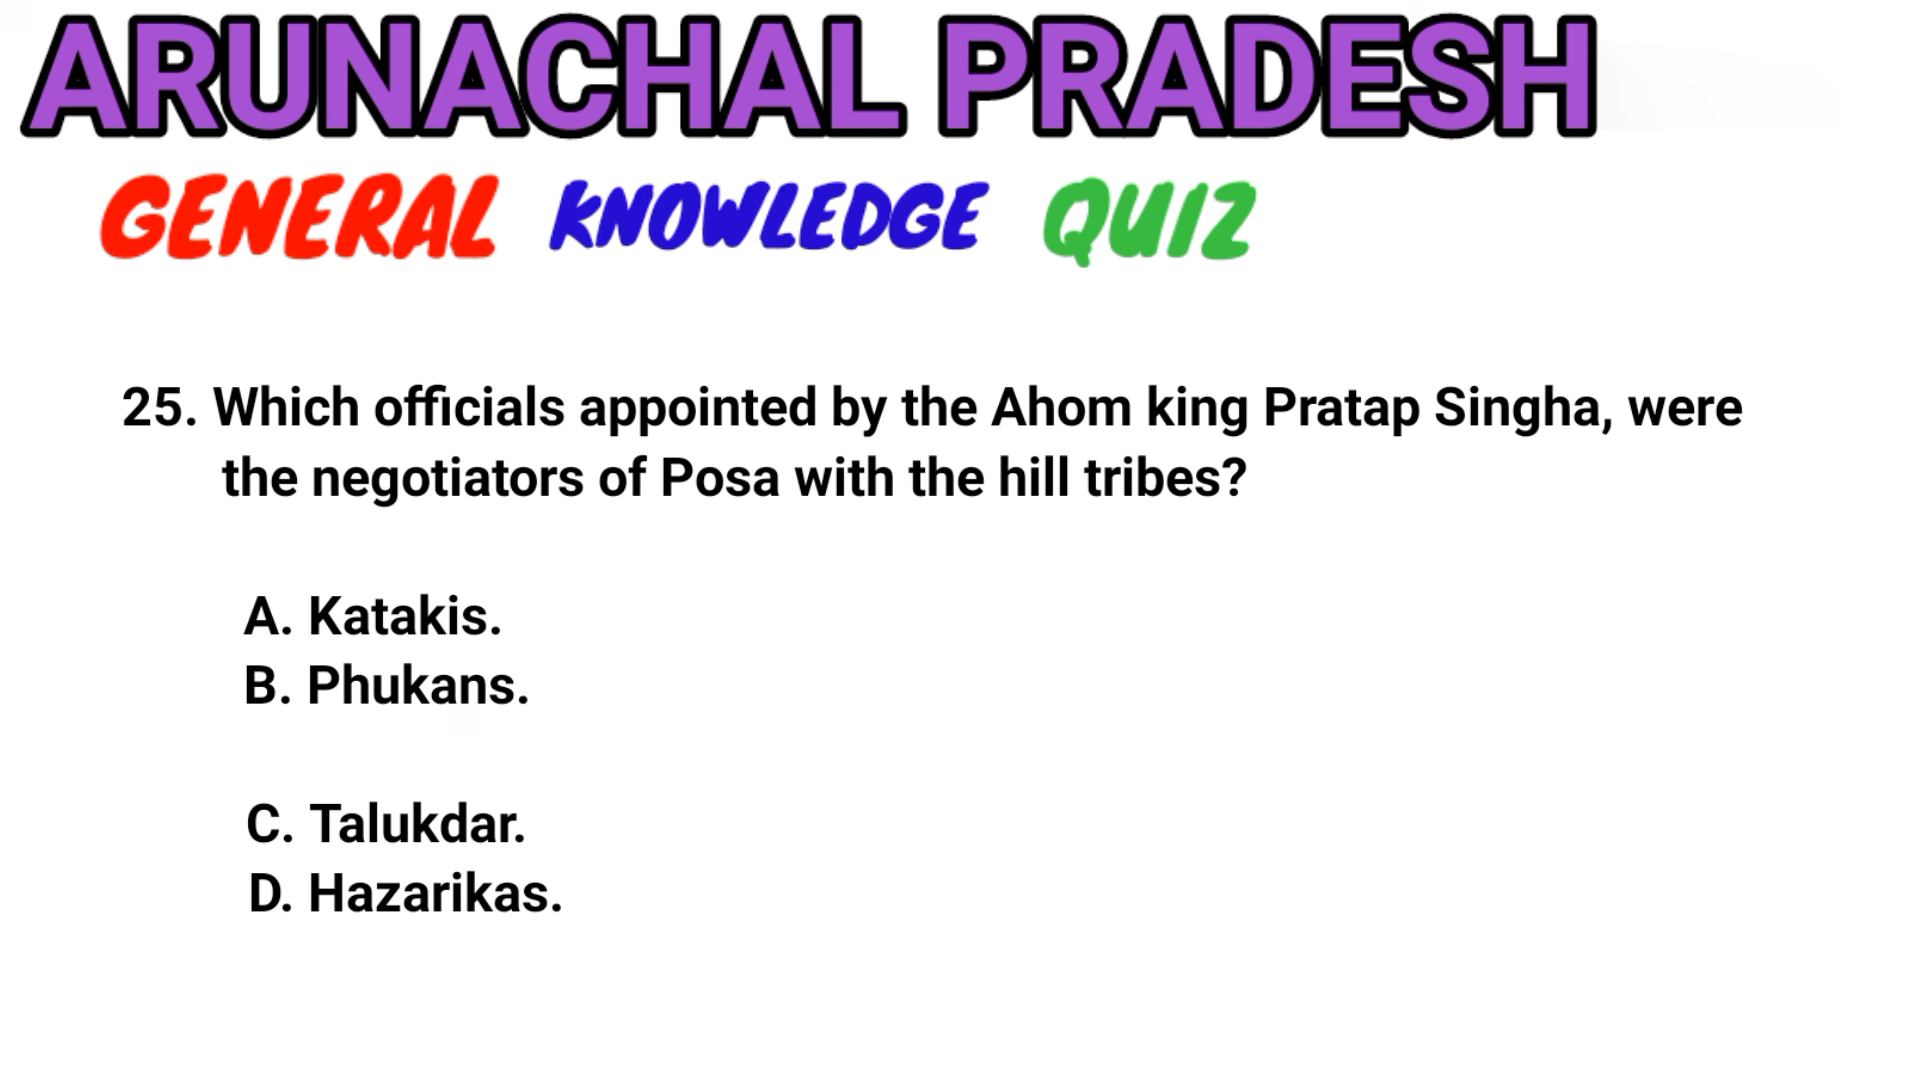 ARUNACHAL PRADESH
GENERAL KNOWLEDGE QUIZ
25. Which officials appointed by the Ahom king Pratap Singha, were
the negotiators of Posa with the hill tribes?
A. Katakis.
B. Phukans.
C. Talukdar.
D. Hazarikas.